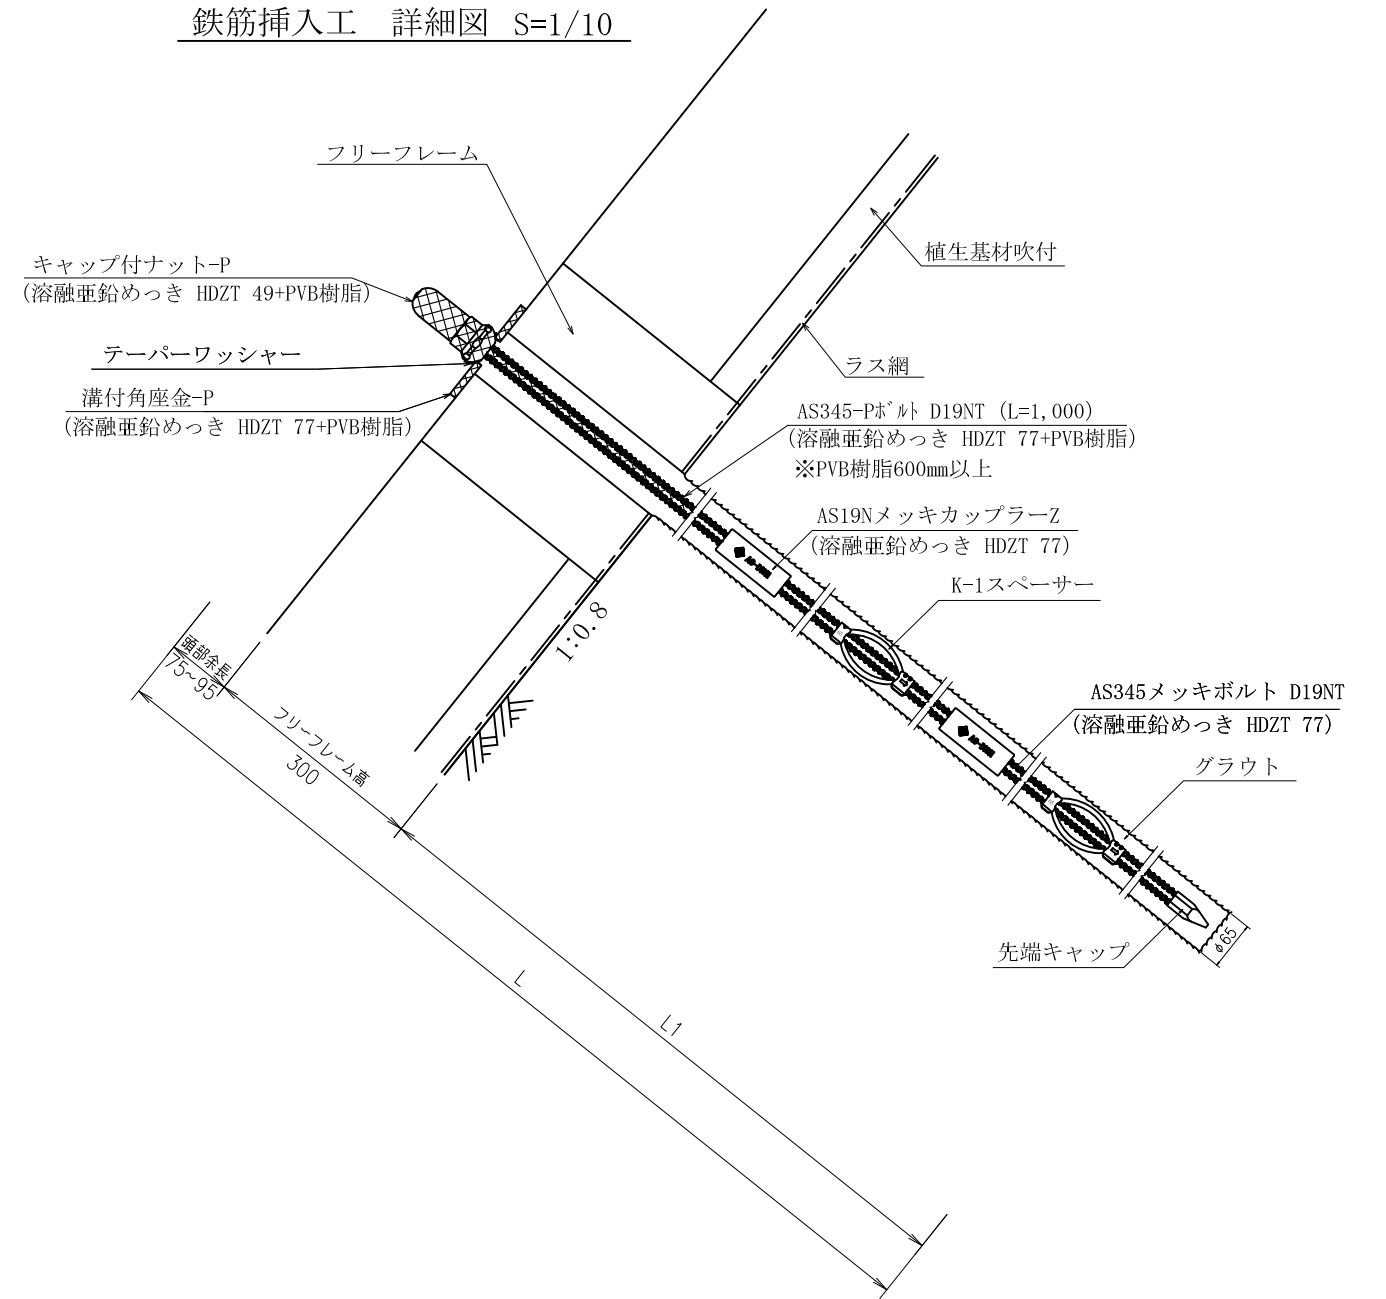 鉄筋挿入工　詳細図 S=1/10
フリーフレーム
植生基材吹付
キャップ付ナット-P
(溶融亜鉛めっき HDZT 49+PVB樹脂)
テーパーワッシャー
ラス網
溝付角座金-P
(溶融亜鉛めっき HDZT 77+PVB樹脂)
AS345-Pボルト D19NT (L=1,000)
(溶融亜鉛めっき HDZT 77+PVB樹脂)
※PVB樹脂600mm以上
AS19NメッキカップラーZ
(溶融亜鉛めっき HDZT 77)
K-1スペーサー
1:0.8
頭部余長
75~95
AS345メッキボルト D19NT
(溶融亜鉛めっき HDZT 77)
フリーフレーム高
300
グラウト
先端キャップ
φ65
L
L1